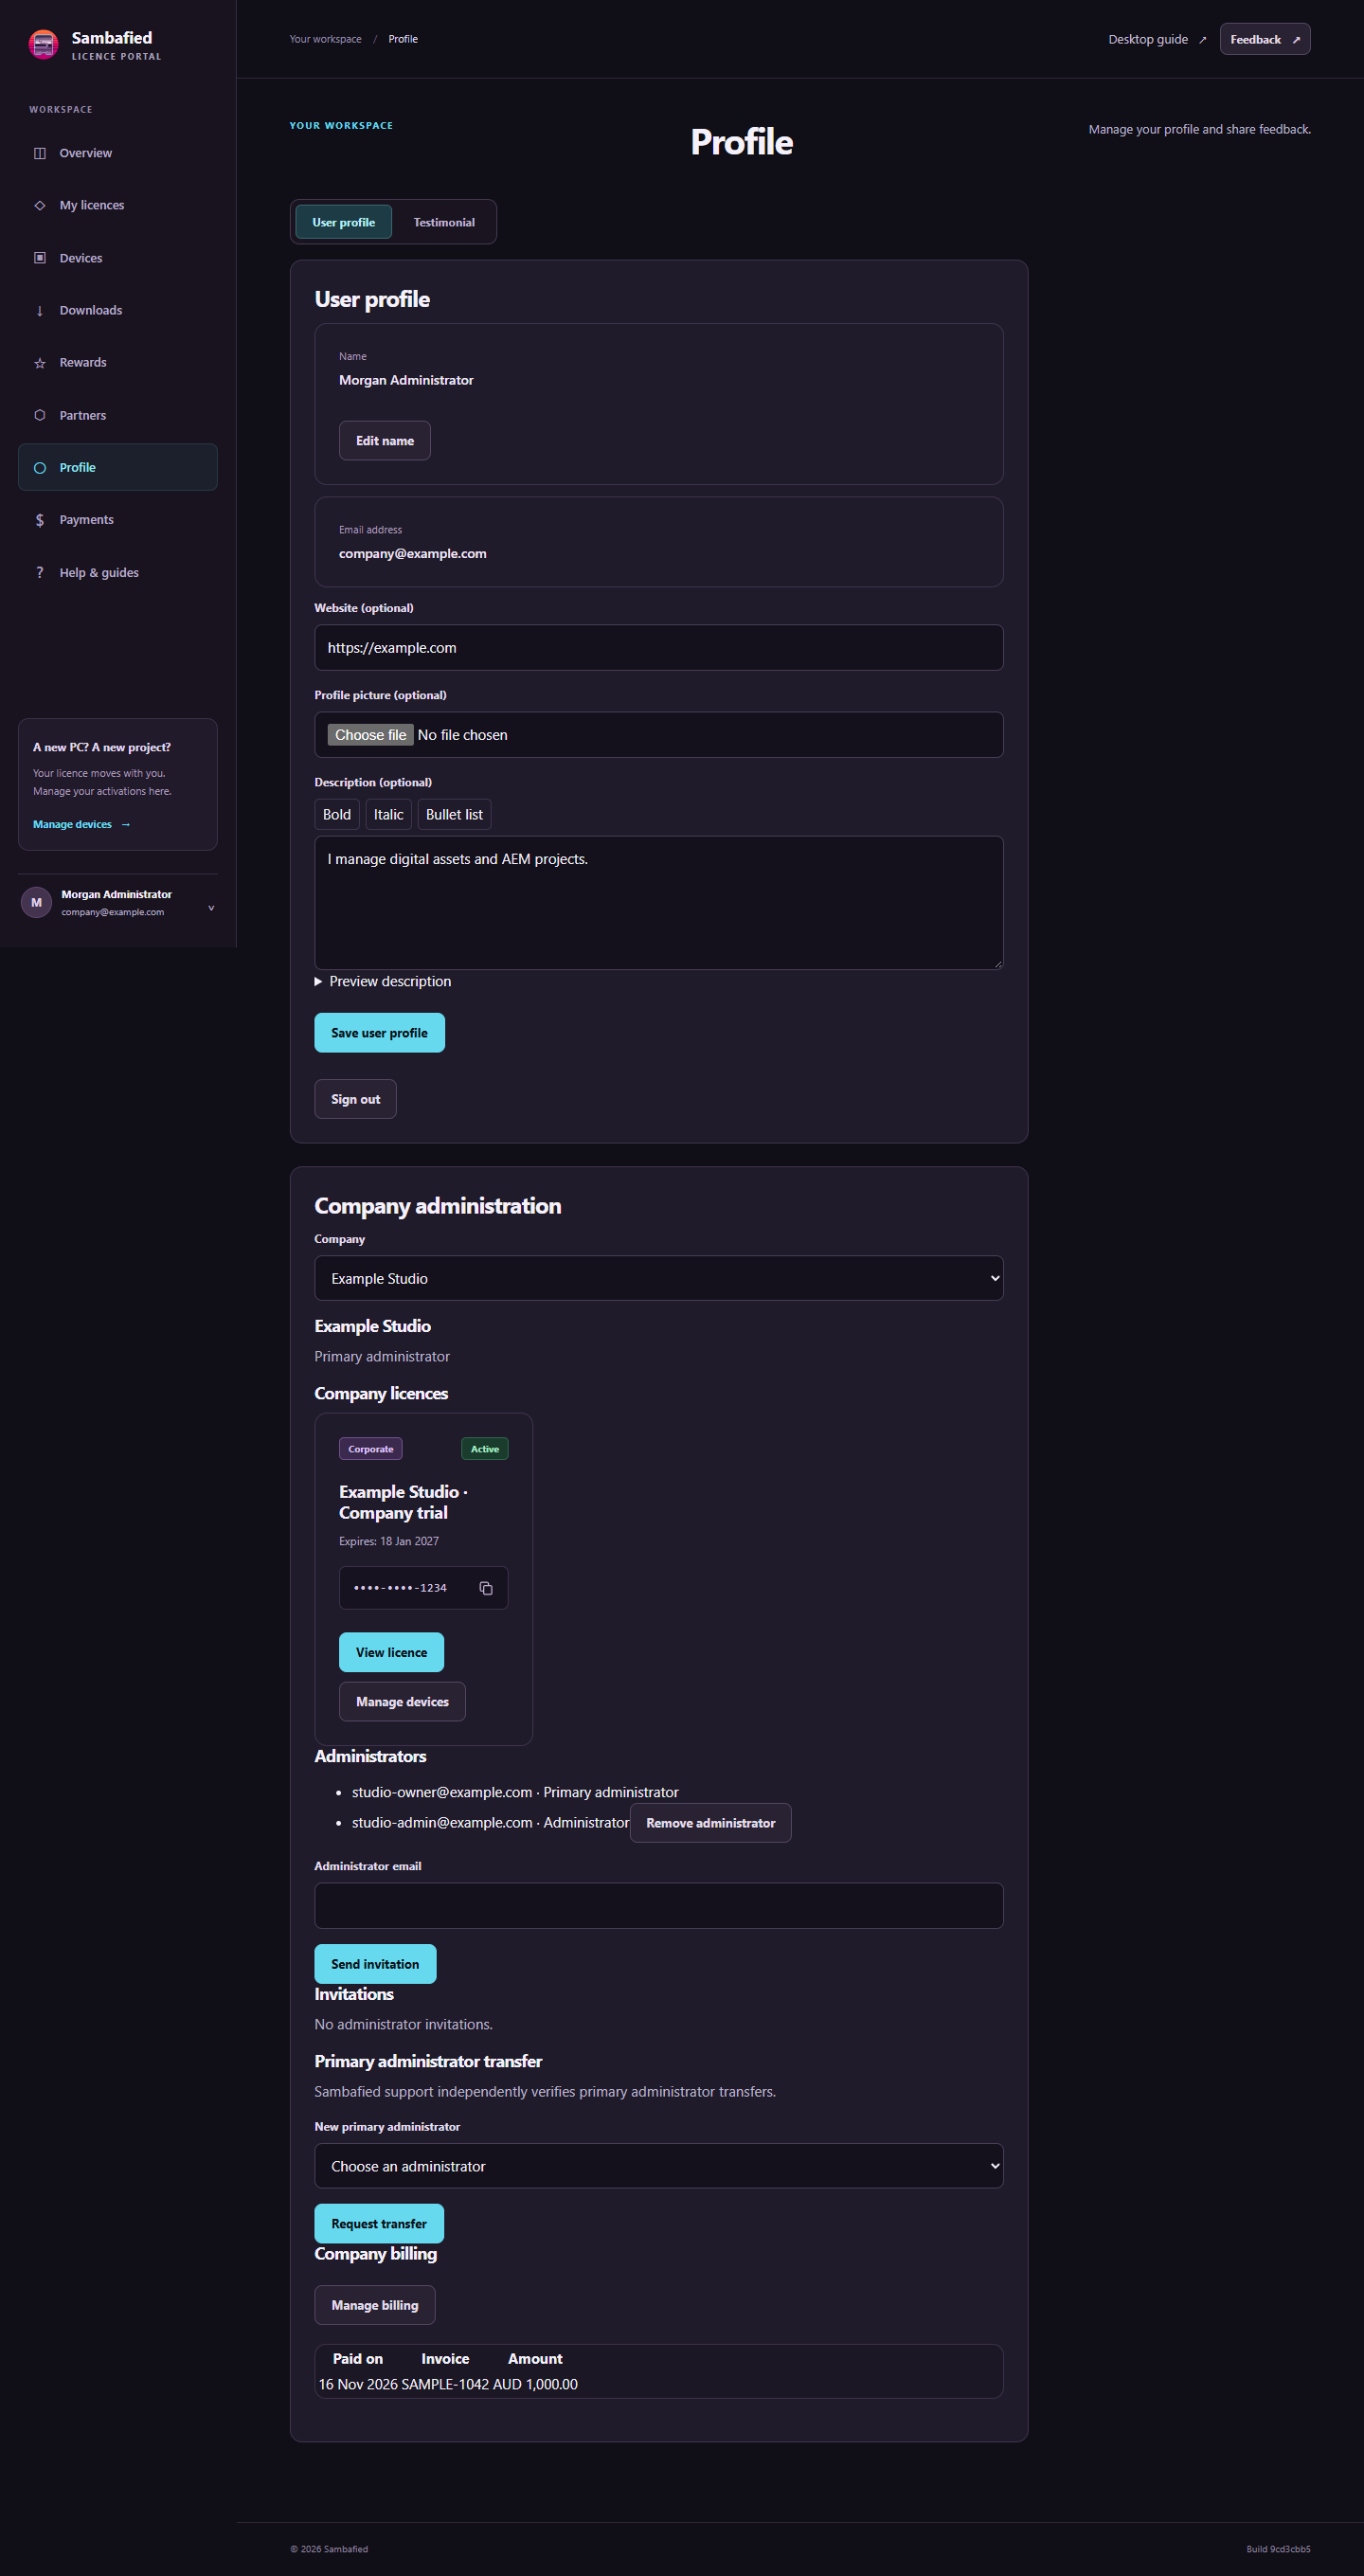 Sambafied
LICENCE PORTAL
WORKSPACE
Overview
My licences
Devices
Downloads
Rewards
Partners
Profile
$ Payments
? Help & guides
A new PC? A new project?
Your licence moves with you.
Manage your activations here.
Manage devices →
M
Morgan Administrator
company@example.com
Your workspace / Profile
Desktop guide ↗
Feedback ↗
YOUR WORKSPACE
Profile
Manage your profile and share feedback.
User profile
Testimonial
User profile
Name
Morgan Administrator
Edit name
Email address
company@example.com
Website (optional)
https://example.com
Profile picture (optional)
Choose file No file chosen
Description (optional)
Bold
Italic
Bullet list
I manage digital assets and AEM projects.
Preview description
Save user profile
Sign out
Company administration
Company
Example Studio
Example Studio
Primary administrator
Company licences
Corporate
Active
Example Studio ·
Company trial
Expires: 18 Jan 2027
••••-••••-1234
View licence
Manage devices
Administrators
• studio-owner@example.com · Primary administrator
• studio-admin@example.com · Administrator
Remove administrator
Administrator email
Send invitation
Invitations
No administrator invitations.
Primary administrator transfer
Sambafied support independently verifies primary administrator transfers.
New primary administrator
Choose an administrator
Request transfer
Company billing
Manage billing
Paid on Invoice Amount
16 Nov 2026 SAMPLE-1042 AUD 1,000.00
© 2026 Sambafied
Build 9cd3cbb5